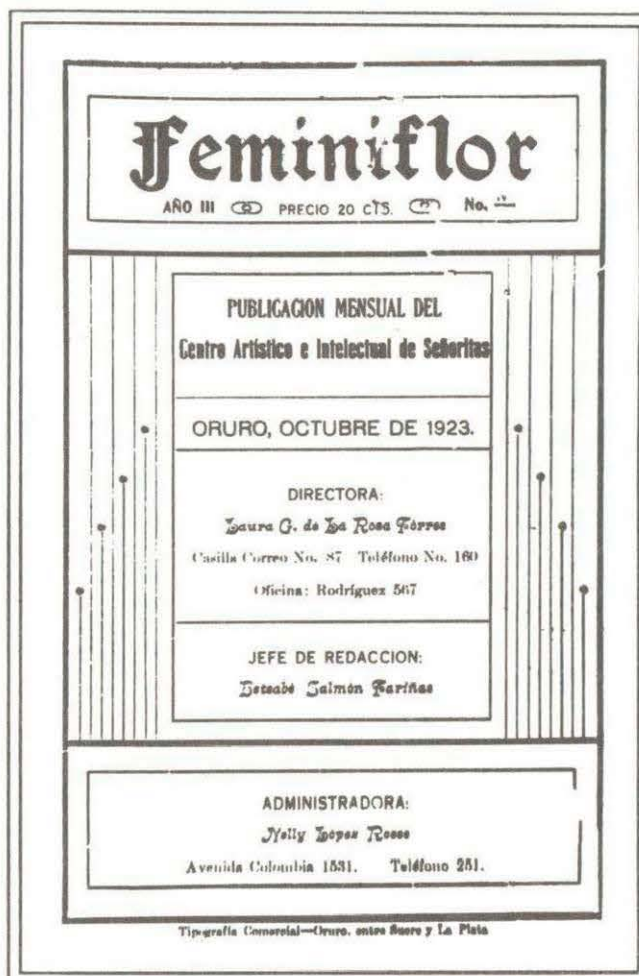 Feminiflor
AÑO III PRECIO 20 CTS. No.
PUBLICACION MENSUAL DEL
Centro Artístico e Intelectual de Señoritas
ORURO, OCTUBRE DE 1923.
DIRECTORA:
Laura G. de La Rosa Tórres
Casilla Correo No. 87 Teléfono No. 160
Oficina: Rodríguez 567
JEFE DE REDACCION:
Betsabé Salmón Fariñas
ADMINISTRADORA:
Nelly López Rosse
Avenida Colombia 1531. Teléfono 251.
Tipografía Comercial—Oruro, entre Sucre y La Plata